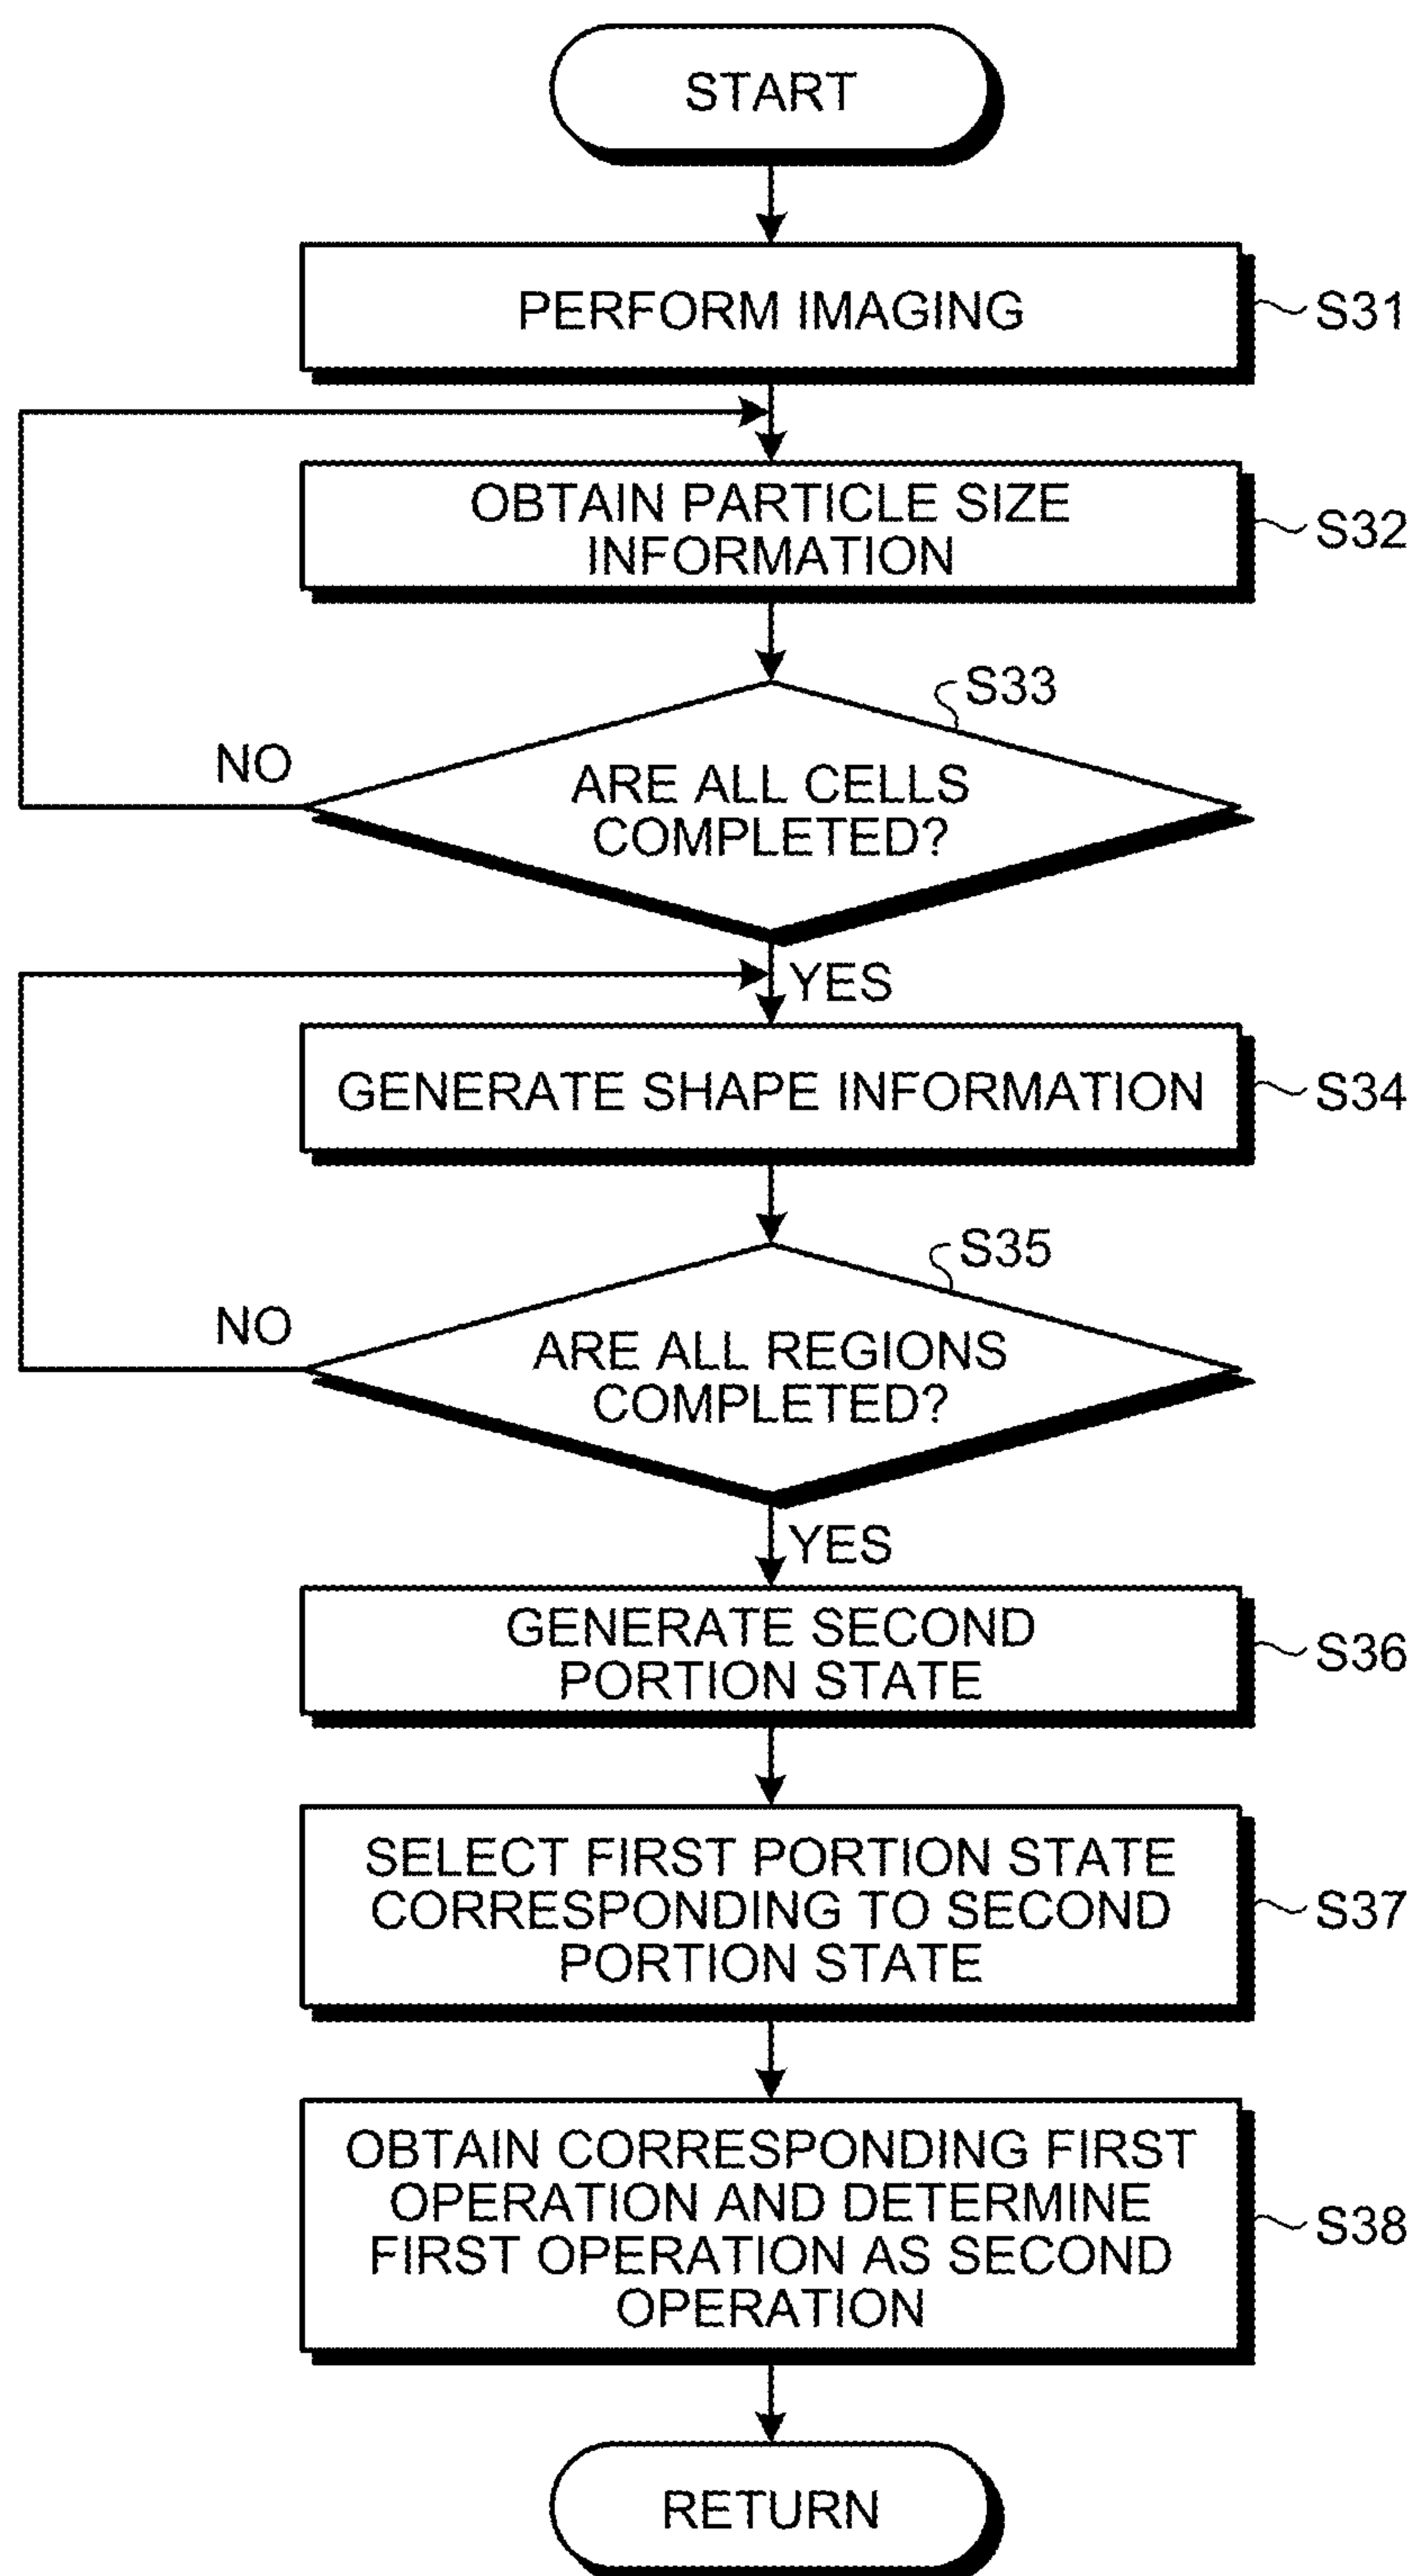 START
PERFORM IMAGING
S31
OBTAIN PARTICLE SIZE
INFORMATION
S32
S33
NO
ARE ALL CELLS
COMPLETED?
YES
GENERATE SHAPE INFORMATION
S34
S35
NO
ARE ALL REGIONS
COMPLETED?
YES
GENERATE SECOND
PORTION STATE
S36
SELECT FIRST PORTION STATE
CORRESPONDING TO SECOND
PORTION STATE
S37
OBTAIN CORRESPONDING FIRST
OPERATION AND DETERMINE
FIRST OPERATION AS SECOND
OPERATION
S38
RETURN